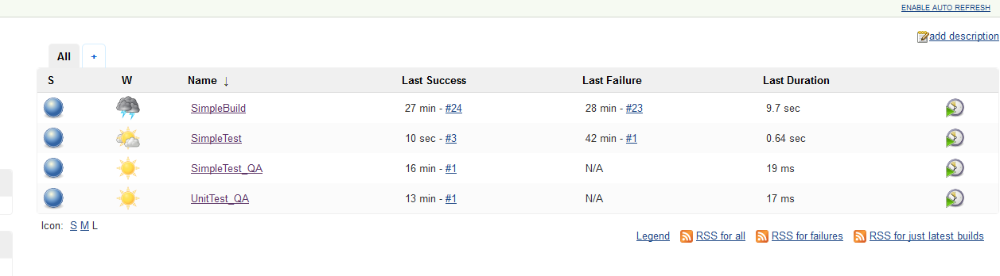 ENABLE AUTO REFRESH
add description
All +
S W Name ↓ Last Success Last Failure Last Duration
SimpleBuild 27 min - #24 28 min - #23 9.7 sec
SimpleTest 10 sec - #3 42 min - #1 0.64 sec
SimpleTest_QA 16 min - #1 N/A 19 ms
UnitTest_QA 13 min - #1 N/A 17 ms
Icon: S M L
Legend RSS for all RSS for failures RSS for just latest builds